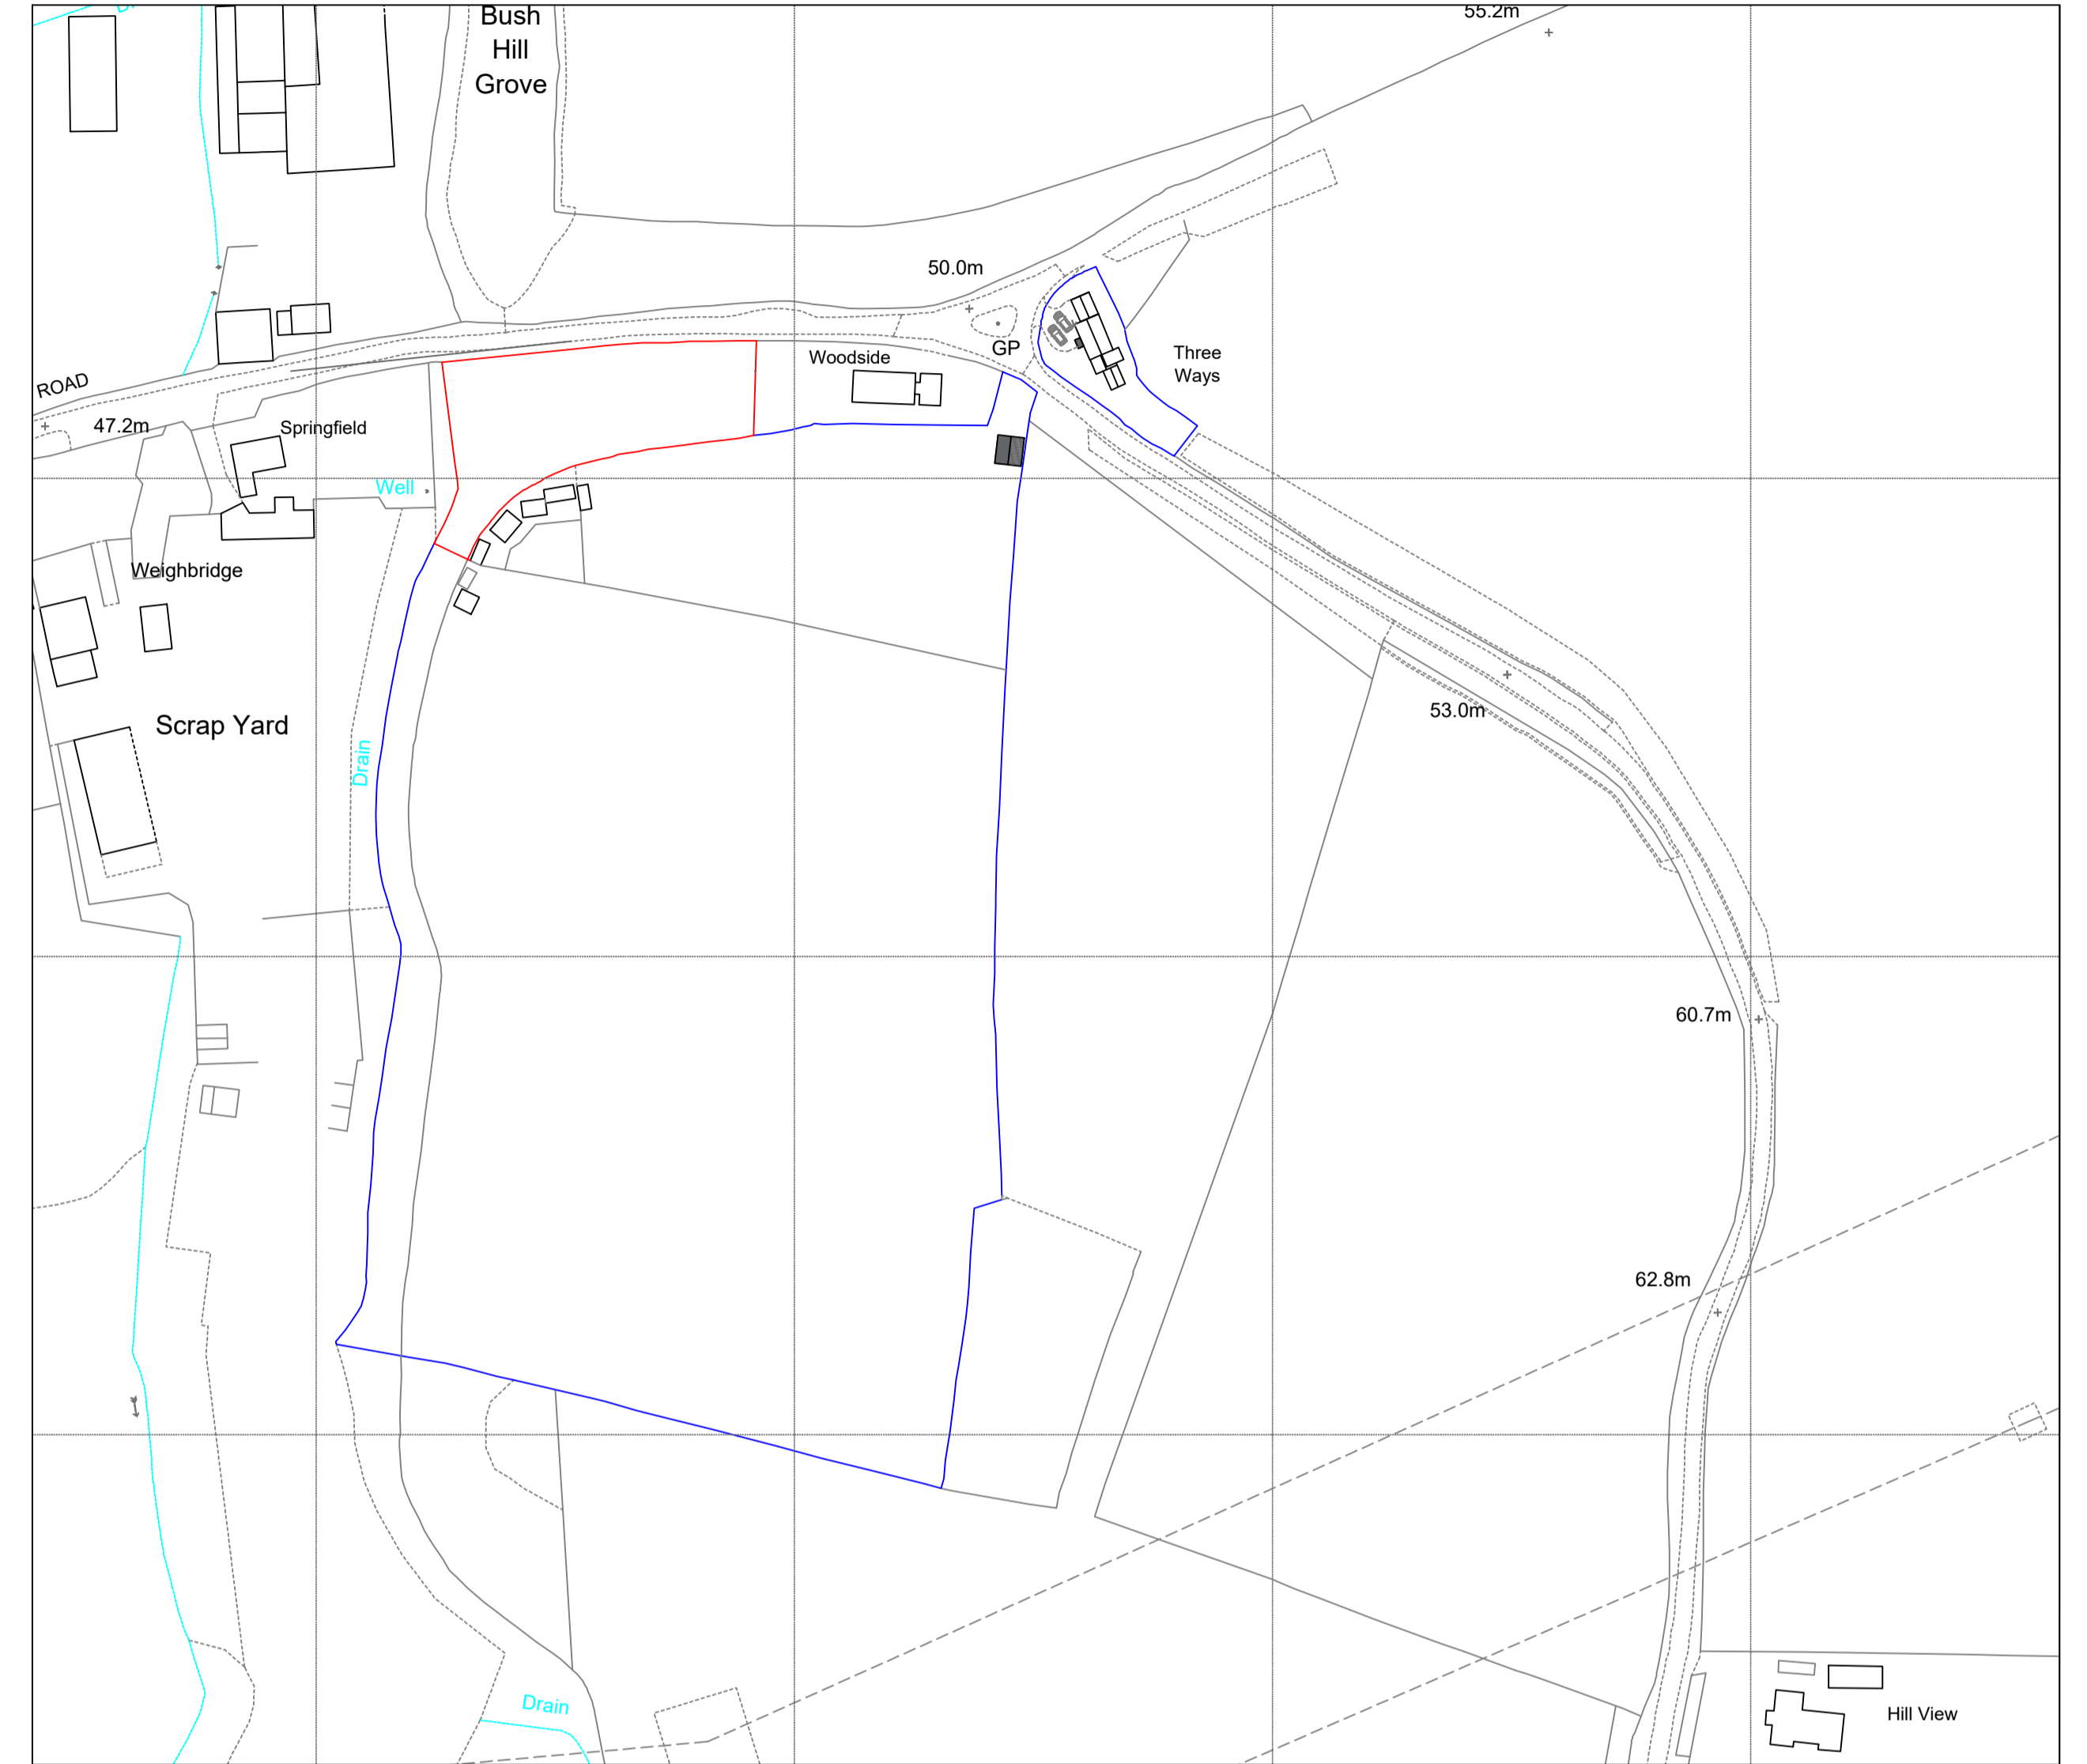 Bush
Hill
Grove
55.2m
50.0m
GP
Woodside
Three
Ways
ROAD
47.2m
Springfield
Well
Weighbridge
Scrap Yard
Drain
53.0m
60.7m
62.8m
Drain
Hill View